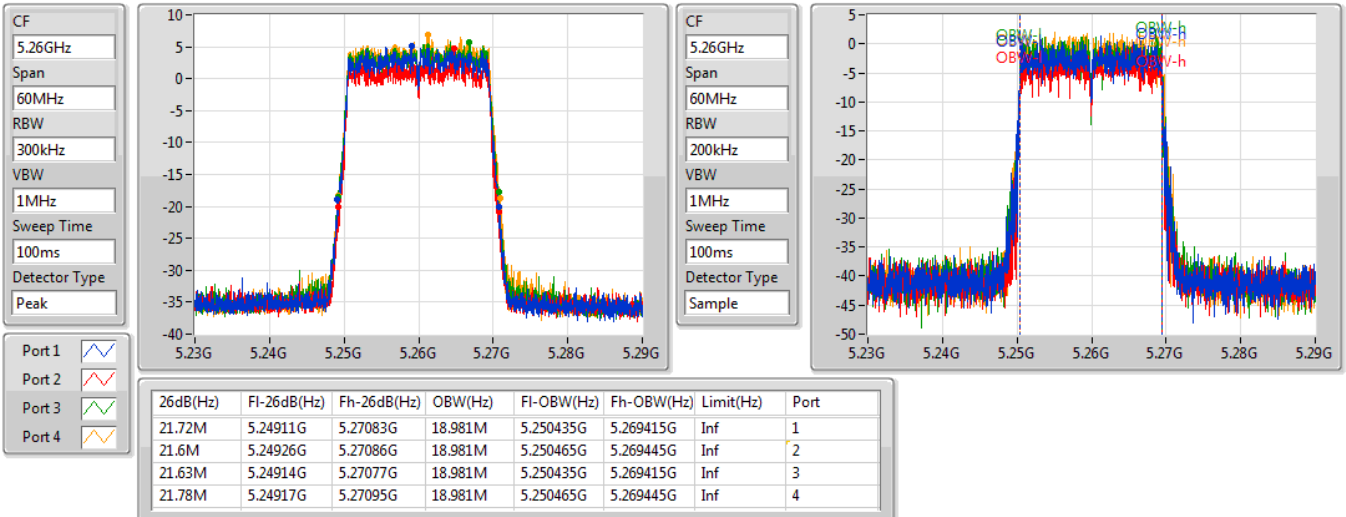 CF
5.26GHz
Span
60MHz
RBW
300kHz
VBW
1MHz
Sweep Time
100ms
Detector Type
Peak
10
5
0
-5
-10
-15
-20
-25
-30
-35
-40
5.23G 5.24G 5.25G 5.26G 5.27G 5.28G 5.29G
CF
5.26GHz
Span
60MHz
RBW
200kHz
VBW
1MHz
Sweep Time
100ms
Detector Type
Sample
5
0
-5
-10
-15
-20
-25
-30
-35
-40
-45
-50
OBW-h
OBW-h
5.23G 5.24G 5.25G 5.26G 5.27G 5.28G 5.29G
Port 1
Port 2
Port 3
Port 4
26dB(Hz) Fl-26dB(Hz) Fh-26dB(Hz) OBW(Hz) Fl-OBW(Hz) Fh-OBW(Hz) Limit(Hz) Port
21.72M 5.24911G 5.27083G 18.981M 5.250435G 5.269415G Inf 1
21.6M 5.24926G 5.27086G 18.981M 5.250465G 5.269445G Inf 2
21.63M 5.24914G 5.27077G 18.981M 5.250435G 5.269415G Inf 3
21.78M 5.24917G 5.27095G 18.981M 5.250465G 5.269445G Inf 4